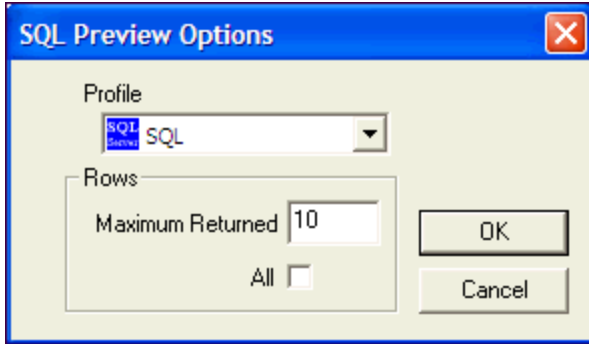 SQL Preview Options
Profile
SQL Server SQL
Rows
Maximum Returned 10
All
OK
Cancel